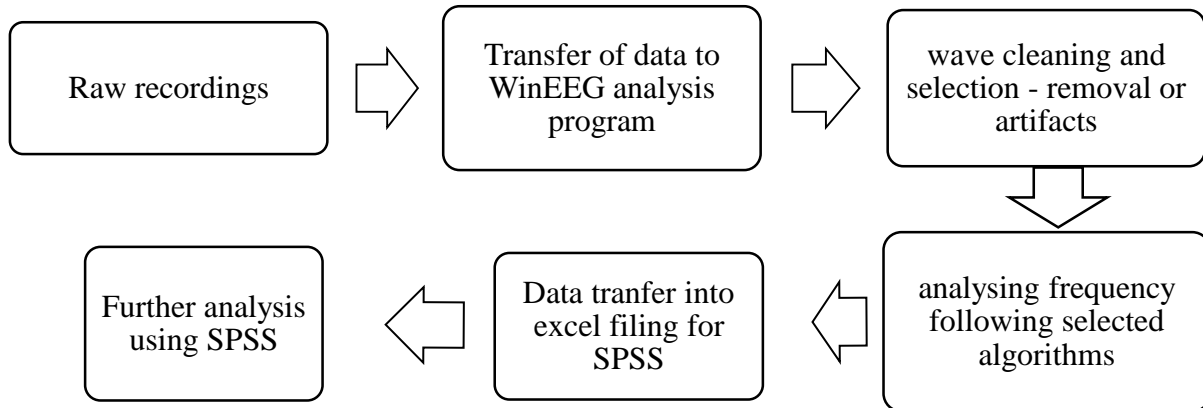 Raw recordings
Transfer of data to
WinEEG analysis
program
wave cleaning and
selection - removal or
artifacts
analysing frequency
following selected
algorithms
Data tranfer into
excel filing for
SPSS
Further analysis
using SPSS